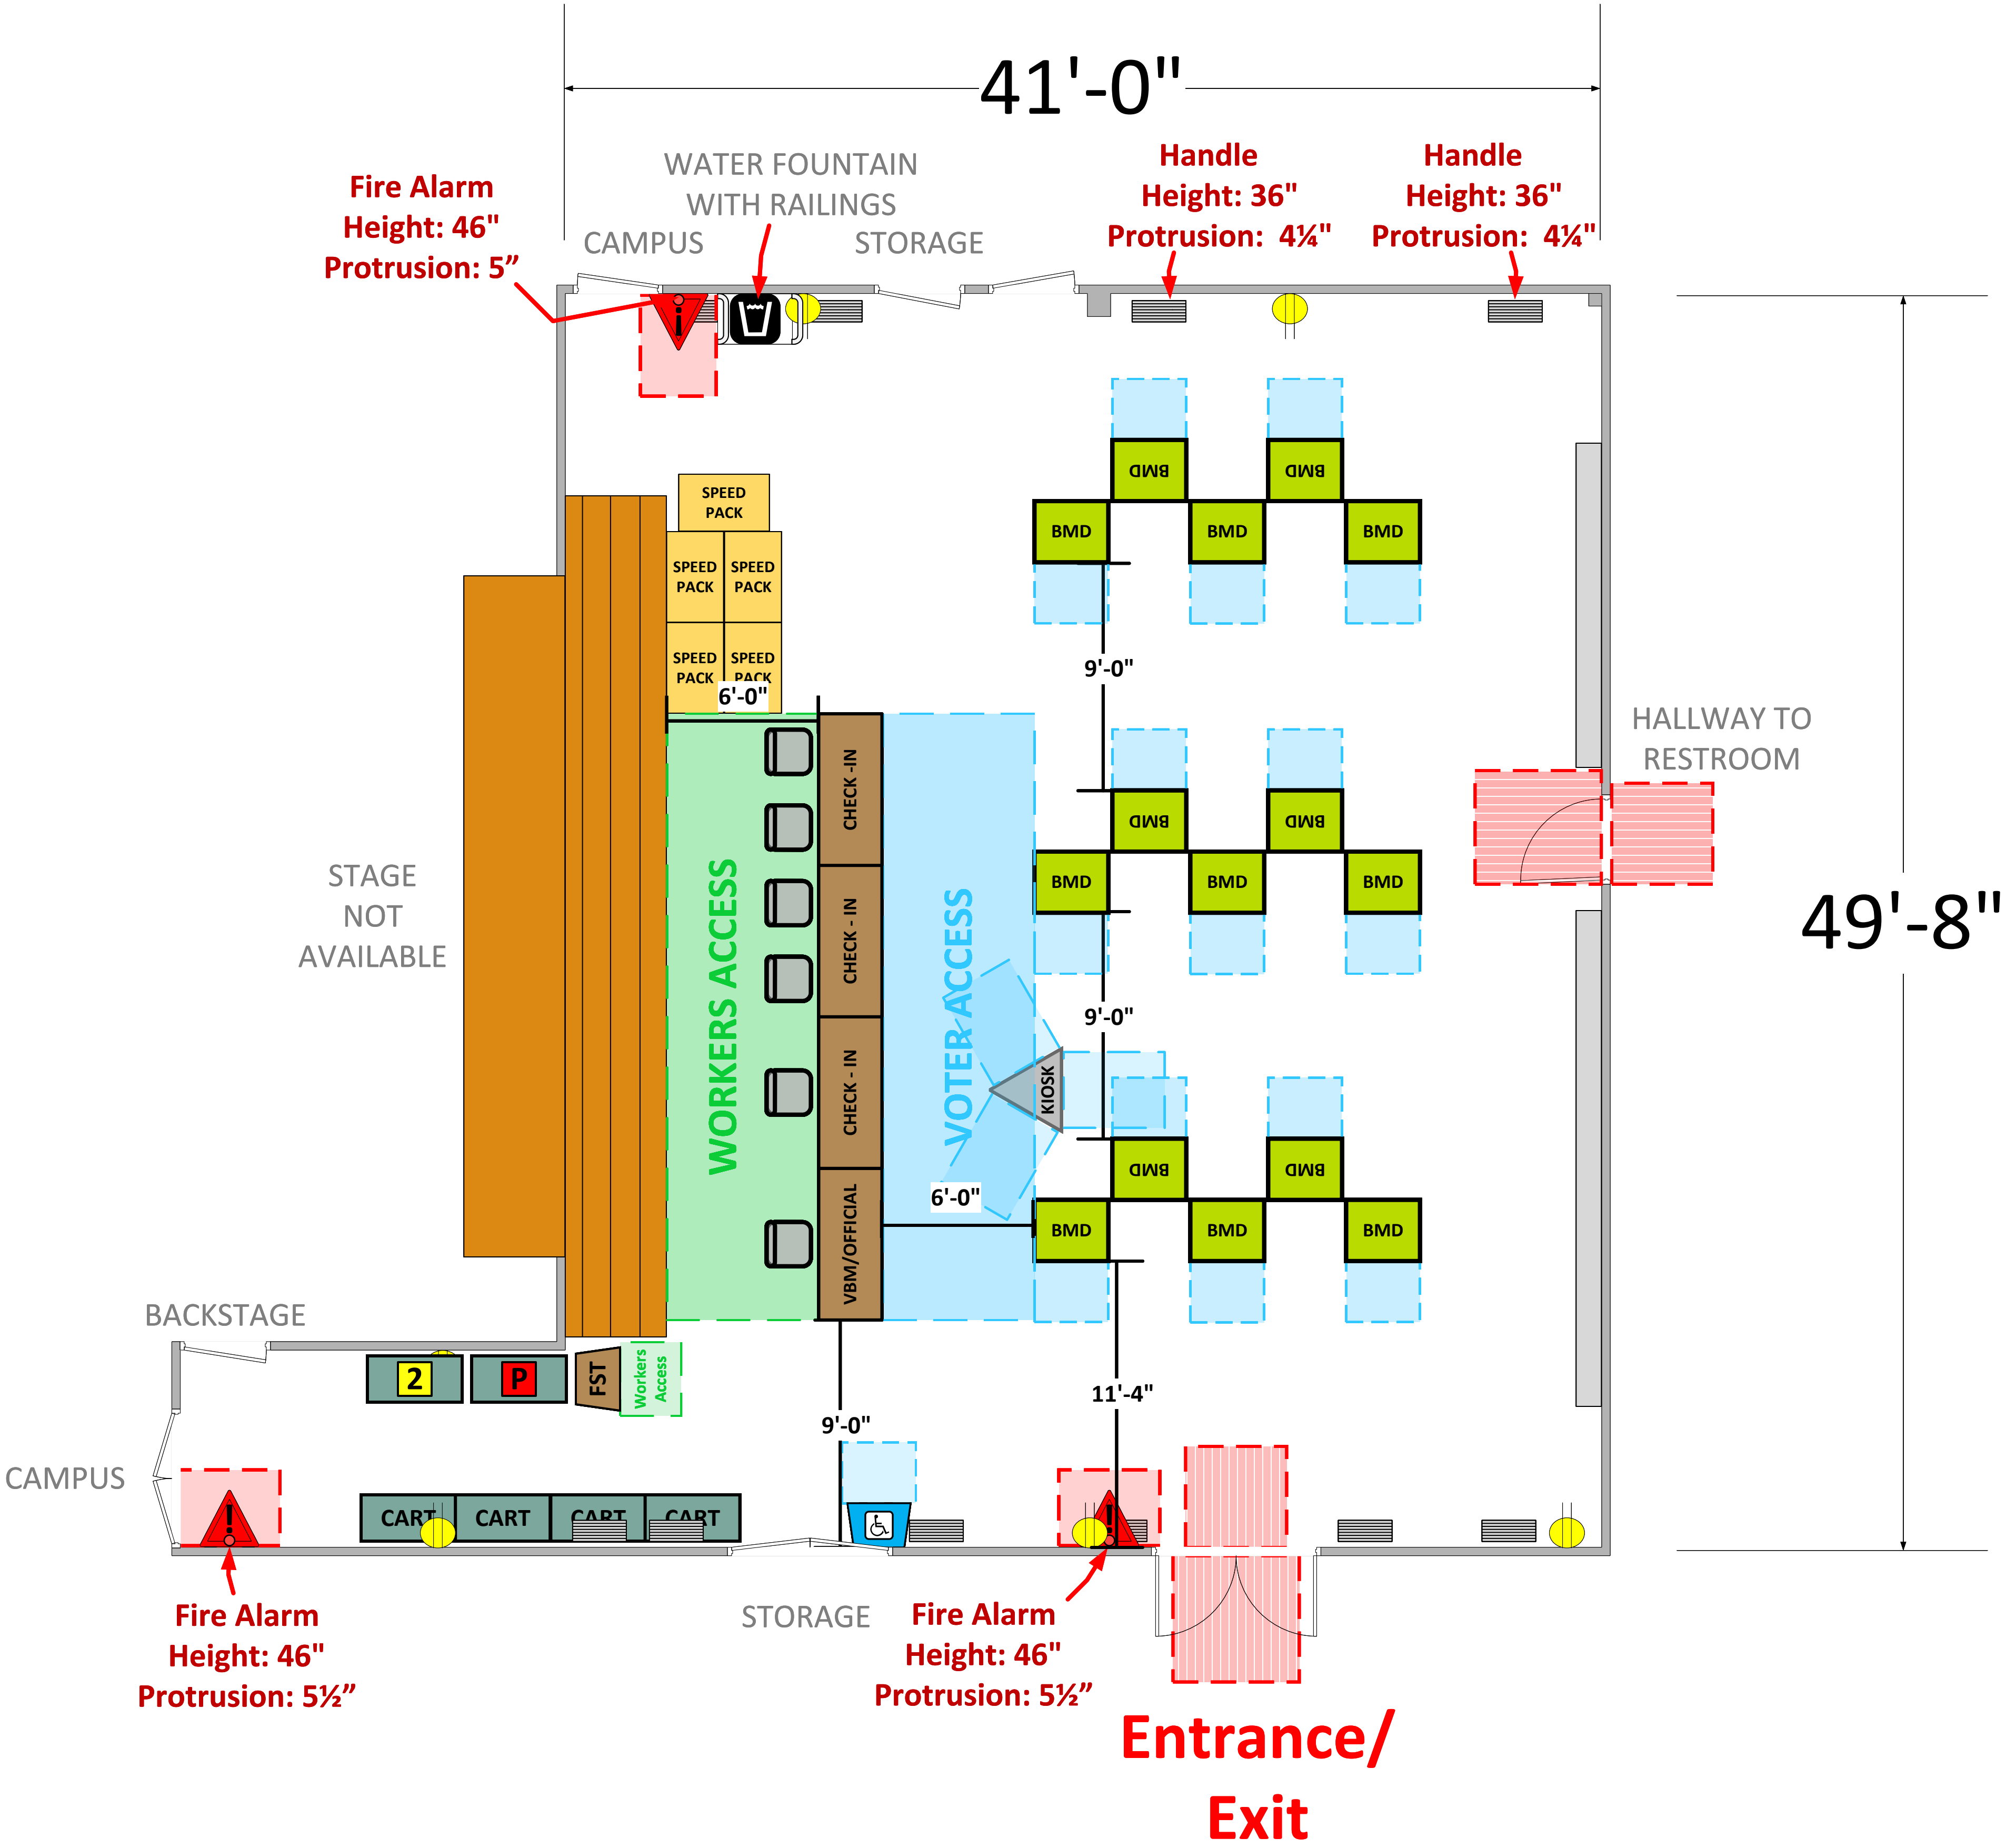 41'-0"
Fire Alarm
Height: 46"
Protrusion: 5”
WATER FOUNTAIN
WITH RAILINGS
CAMPUS
STORAGE
Handle
Height: 36"
Protrusion: 4¼"
Handle
Height: 36"
Protrusion: 4¼"
BMD
BMD
BMD
BMD
BMD
SPEED
PACK
SPEED
PACK
SPEED
PACK
SPEED
PACK
SPEED
PACK
6'-0"
9'-0"
HALLWAY TO
RESTROOM
STAGE
NOT
AVAILABLE
WORKERS ACCESS
CHECK -IN
CHECK - IN
CHECK - IN
VBM/OFFICIAL
VOTER ACCESS
BMD
BMD
BMD
BMD
BMD
49'-8"
9'-0"
KIOSK
6'-0"
BMD
BMD
BMD
BMD
BMD
BACKSTAGE
2
P
FST
Workers
Access
11'-4"
9'-0"
CAMPUS
CART
CART
CART
CART
Fire Alarm
Height: 46"
Protrusion: 5½”
STORAGE
Fire Alarm
Height: 46"
Protrusion: 5½”
Entrance/
Exit